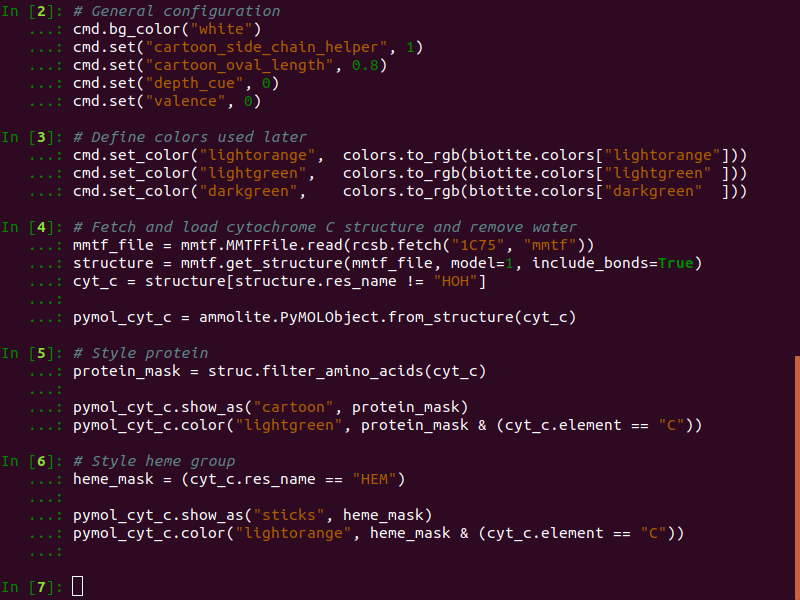 In [2]: # General configuration
   ...: cmd.bg_color("white")
   ...: cmd.set("cartoon_side_chain_helper", 1)
   ...: cmd.set("cartoon_oval_length", 0.8)
   ...: cmd.set("depth_cue", 0)
   ...: cmd.set("valence", 0)

In [3]: # Define colors used later
   ...: cmd.set_color("lightorange",  colors.to_rgb(biotite.colors["lightorange"]))
   ...: cmd.set_color("lightgreen",   colors.to_rgb(biotite.colors["lightgreen" ]))
   ...: cmd.set_color("darkgreen",    colors.to_rgb(biotite.colors["darkgreen"  ]))

In [4]: # Fetch and load cytochrome C structure and remove water
   ...: mmtf_file = mmtf.MMTFFile.read(rcsb.fetch("1C75", "mmtf"))
   ...: structure = mmtf.get_structure(mmtf_file, model=1, include_bonds=True)
   ...: cyt_c = structure[structure.res_name != "HOH"]
   ...:
   ...: pymol_cyt_c = ammolite.PyMOLObject.from_structure(cyt_c)

In [5]: # Style protein
   ...: protein_mask = struc.filter_amino_acids(cyt_c)
   ...:
   ...: pymol_cyt_c.show_as("cartoon", protein_mask)
   ...: pymol_cyt_c.color("lightgreen", protein_mask & (cyt_c.element == "C"))

In [6]: # Style heme group
   ...: heme_mask = (cyt_c.res_name == "HEM")
   ...:
   ...: pymol_cyt_c.show_as("sticks", heme_mask)
   ...: pymol_cyt_c.color("lightorange", heme_mask & (cyt_c.element == "C"))
   ...:

In [7]: